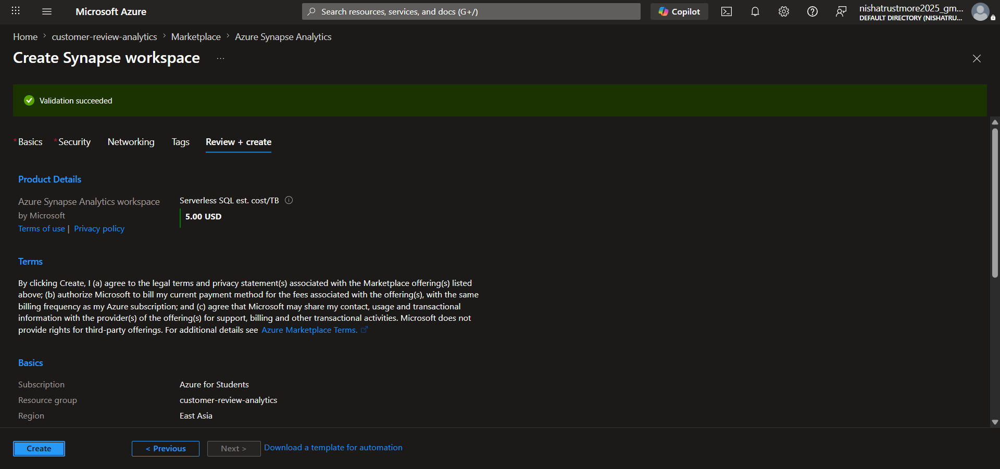 Microsoft Azure
Search resources, services, and docs (G+/)
Copilot
nishatrustmore2025_gm...
DEFAULT DIRECTORY (NISHATRU...
Home > customer-review-analytics > Marketplace > Azure Synapse Analytics
Create Synapse workspace ...
Validation succeeded
* Basics * Security Networking Tags Review + create
Product Details
Azure Synapse Analytics workspace
by Microsoft
Terms of use | Privacy policy
Serverless SQL est. cost/TB
5.00 USD
Terms
By clicking Create, I (a) agree to the legal terms and privacy statement(s) associated with the Marketplace offering(s) listed
above; (b) authorize Microsoft to bill my current payment method for the fees associated with the offering(s), with the same
billing frequency as my Azure subscription; and (c) agree that Microsoft may share my contact, usage and transactional
information with the provider(s) of the offering(s) for support, billing and other transactional activities. Microsoft does not
provide rights for third-party offerings. For additional details see Azure Marketplace Terms.
Basics
Subscription Azure for Students
Resource group customer-review-analytics
Region East Asia
Create < Previous Next > Download a template for automation